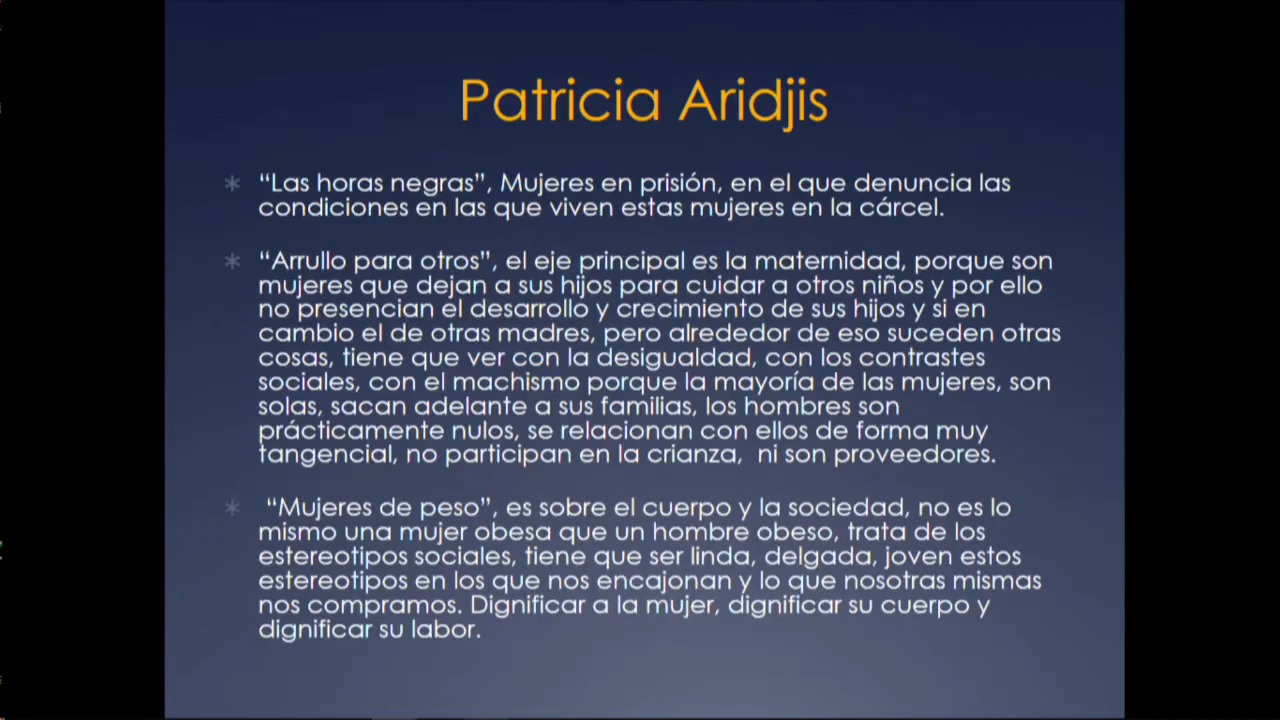 Patricia Aridjis
“Las horas negras”, Mujeres en prisión, en el que denuncia las
condiciones en las que viven estas mujeres en la cárcel.
“Arrullo para otros”, el eje principal es la maternidad, porque son
mujeres que dejan a sus hijos para cuidar a otros niños y por ello
no presencian el desarrollo y crecimiento de sus hijos y si en
cambio el de otras madres, pero alrededor de eso suceden otras
cosas, tiene que ver con la desigualdad, con los contrastes
sociales, con el machismo porque la mayoría de las mujeres, son
solas, sacan adelante a sus familias, los hombres son
prácticamente nulos, se relacionan con ellos de forma muy
tangencial, no participan en la crianza,  ni son proveedores.
“Mujeres de peso”, es sobre el cuerpo y la sociedad, no es lo
mismo una mujer obesa que un hombre obeso, trata de los
estereotipos sociales, tiene que ser linda, delgada, joven estos
estereotipos en los que nos encajonan y lo que nosotras mismas
nos compramos. Dignificar a la mujer, dignificar su cuerpo y
dignificar su labor.